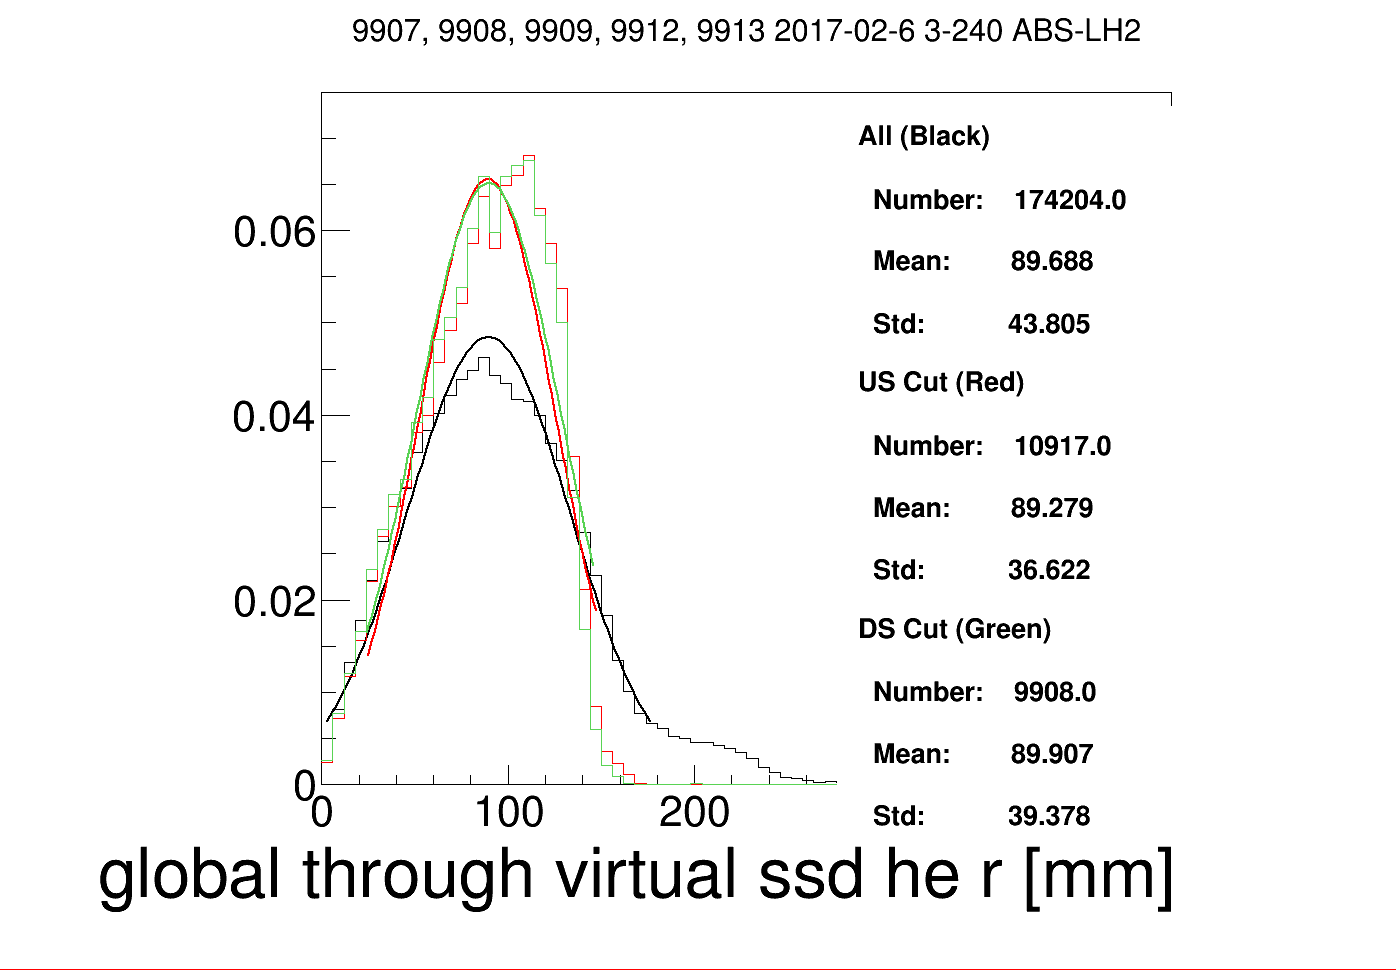 9907, 9908, 9909, 9912, 9913 2017-02-6 3-240 ABS-LH2
All (Black)
Number: 174204.0
Mean: 89.688
Std: 43.805
US Cut (Red)
Number: 10917.0
Mean: 89.279
Std: 36.622
DS Cut (Green)
Number: 9908.0
Mean: 89.907
Std: 39.378
0.06
0.04
0.02
0
0 100 200
global through virtual ssd he r [mm]